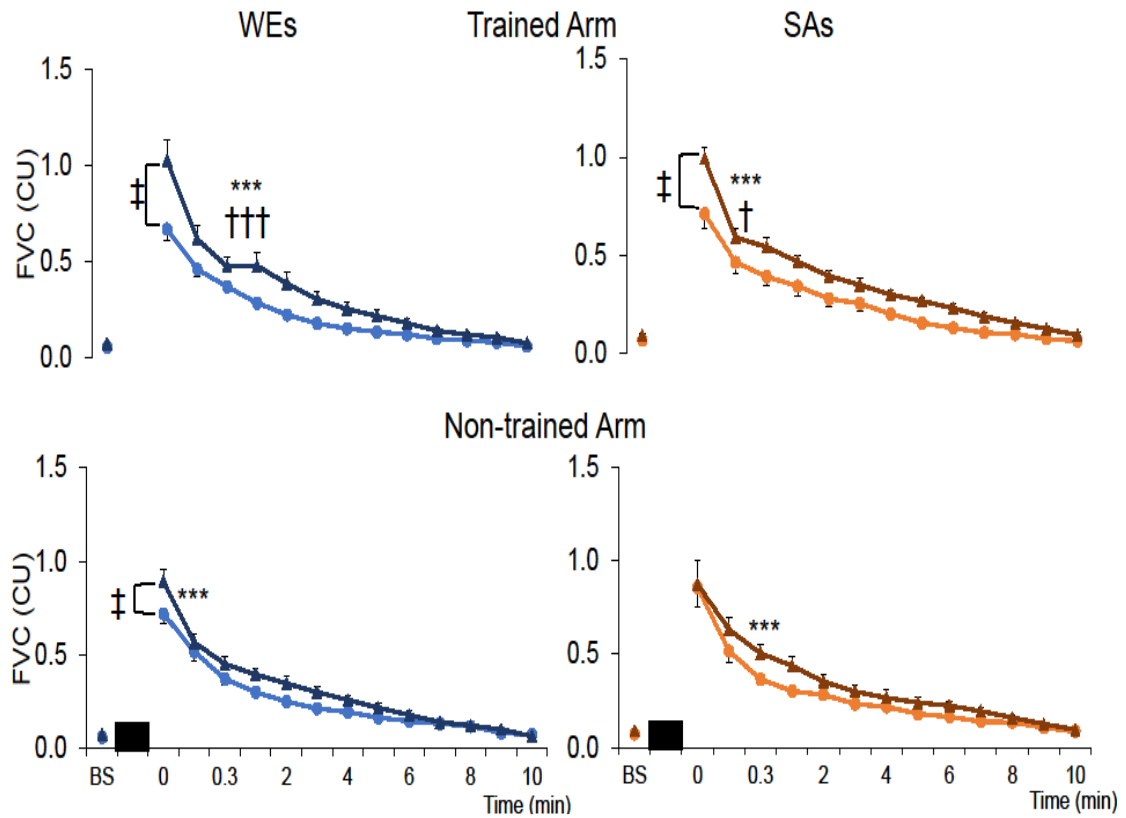 WEs Trained Arm SAs
1.5 1.5
1.0 1.0
‡ *** ‡ ***
††† †
0.5 0.5
0.0 0.0
FVC (CU)
Non-trained Arm
1.5 1.5
1.0 1.0
‡ ***
0.5 *** 0.5
0.0 0.0
FVC (CU)
BS 0 0.3 2 4 6 8 10 BS 0 0.3 2 4 6 8 10
Time (min) Time (min)